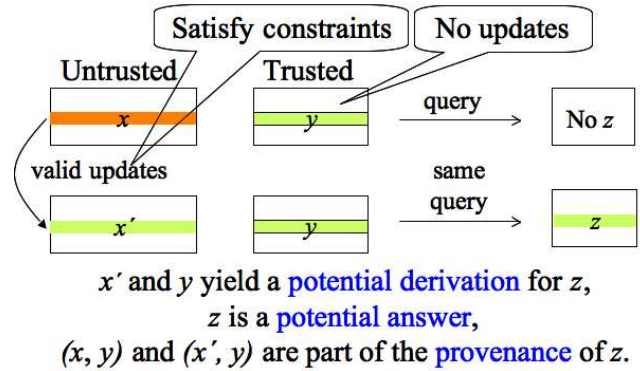 Satisfy constraints
No updates
Untrusted
Trusted
x
y
query
No z
valid updates
same
query
x´
y
z
x´ and y yield a potential derivation for z,
z is a potential answer,
(x, y) and (x´, y) are part of the provenance of z.